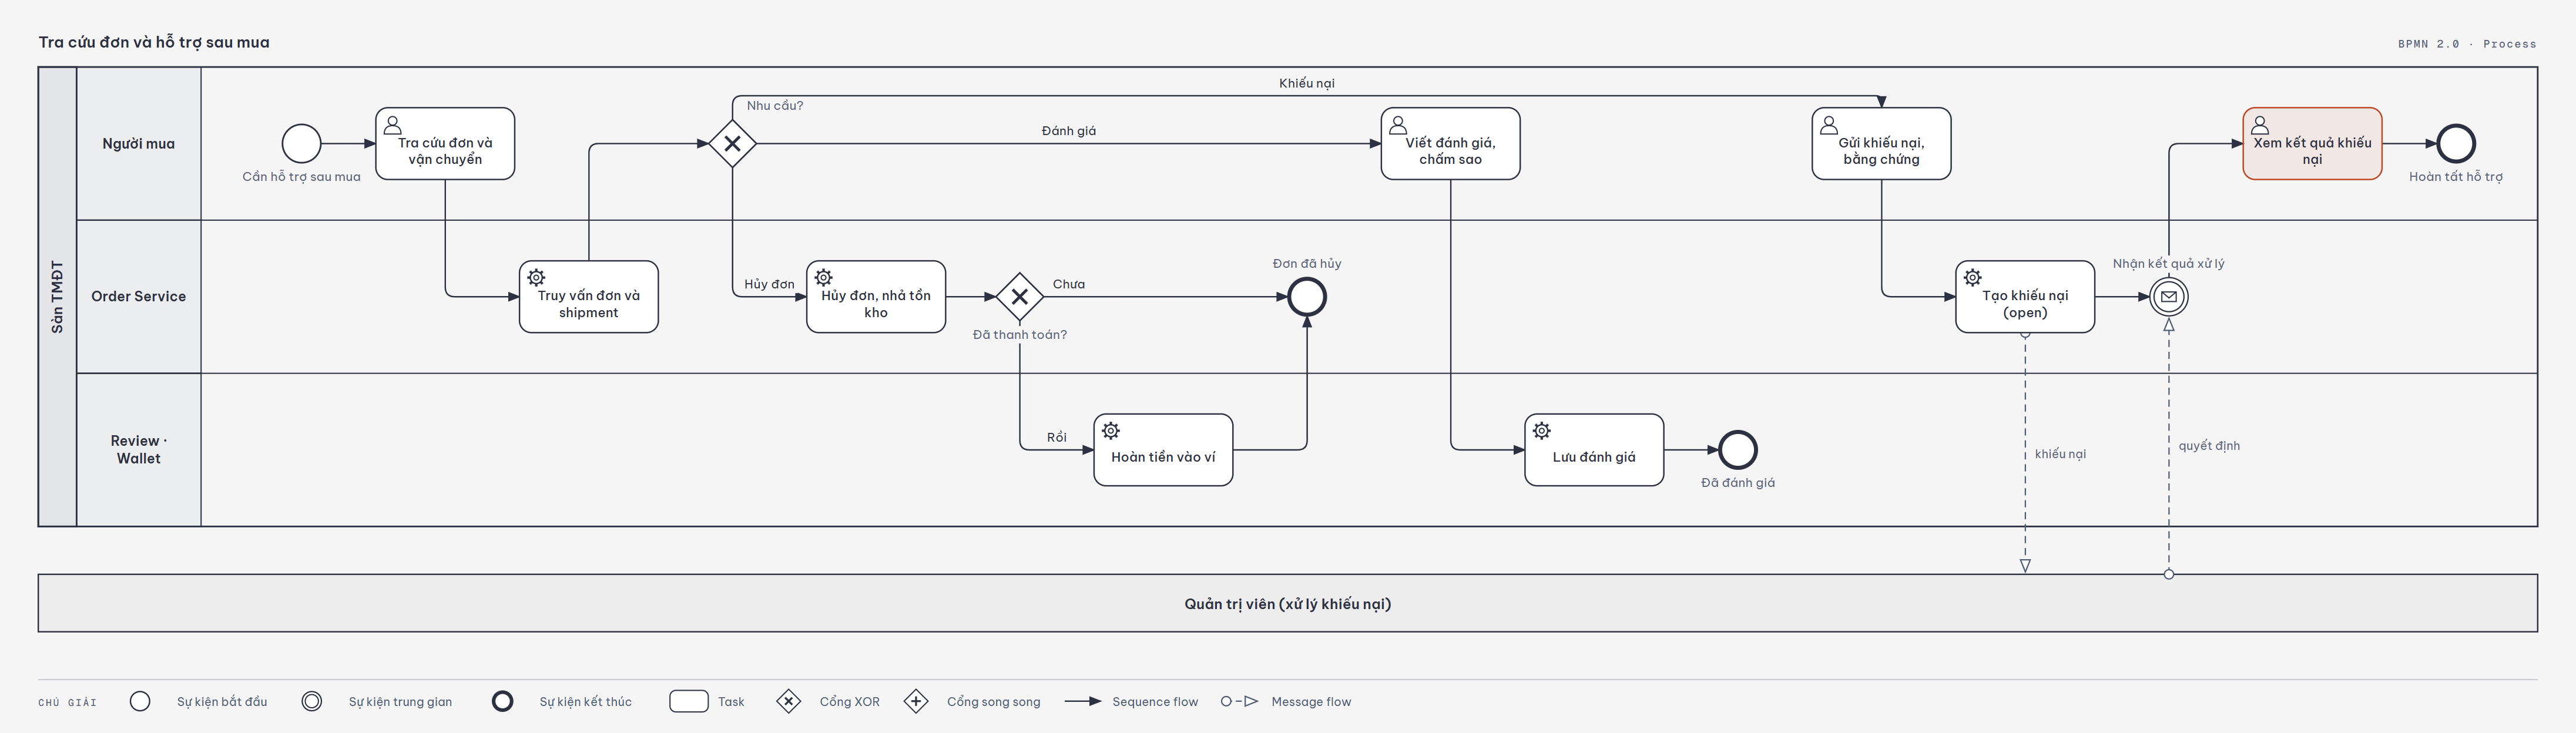 Tra cứu đơn và hỗ trợ sau mua
BPMN 2.0 · Process
Sàn TMĐT
Người mua
Cần hỗ trợ sau mua
Tra cứu đơn và
vận chuyển
Nhu cầu?
Khiếu nại
Đánh giá
Viết đánh giá,
chấm sao
Gửi khiếu nại,
bằng chứng
Xem kết quả khiếu
nại
Hoàn tất hỗ trợ
Order Service
Truy vấn đơn và
shipment
Hủy đơn
Hủy đơn, nhả tồn
kho
Đã thanh toán?
Chưa
Đơn đã hủy
Tạo khiếu nại
(open)
Nhận kết quả xử lý
Review ·
Wallet
Rồi
Hoàn tiền vào ví
Lưu đánh giá
Đã đánh giá
khiếu nại
quyết định
Quản trị viên (xử lý khiếu nại)
CHÚ GIẢI
Sự kiện bắt đầu
Sự kiện trung gian
Sự kiện kết thúc
Task
Cổng XOR
Cổng song song
Sequence flow
Message flow